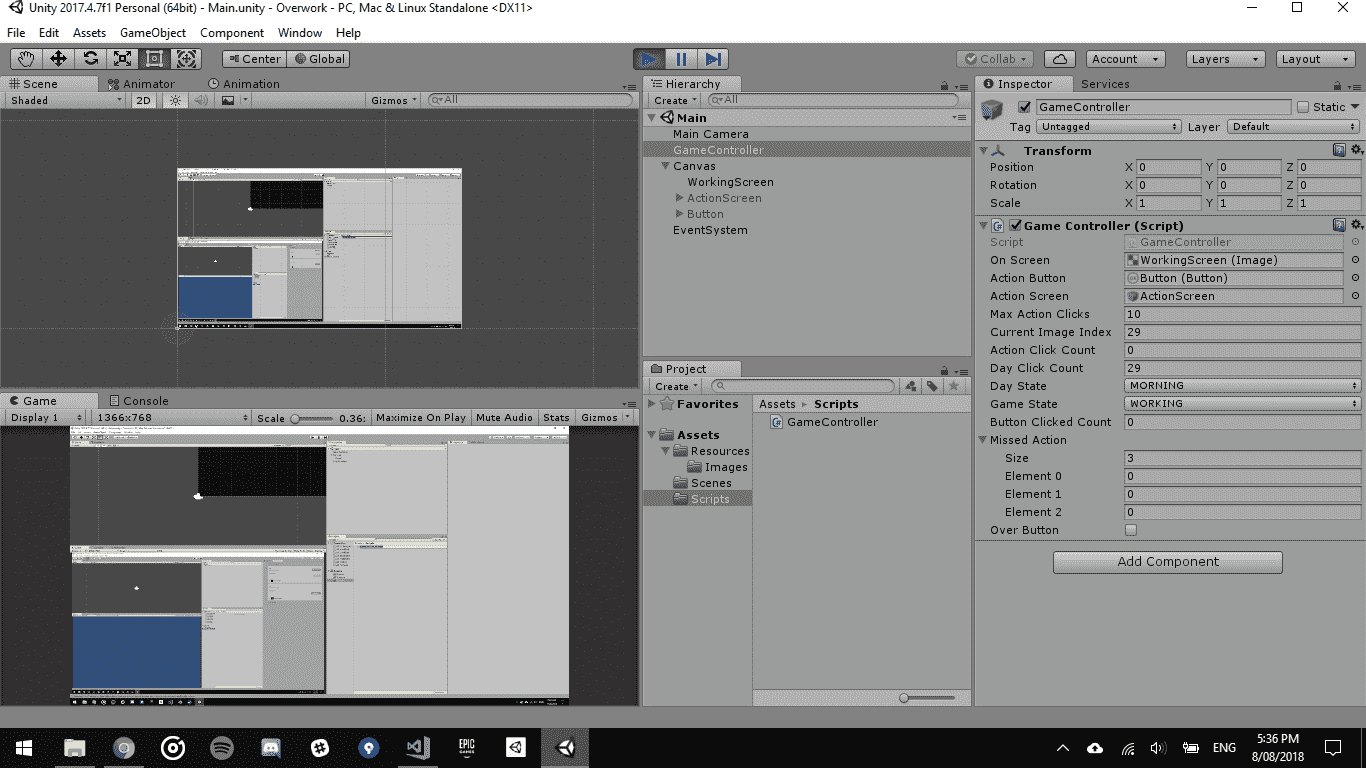 Unity 2017.4.7f1 Personal (64bit) - Main.unity - Overwork - PC, Mac & Linux Standalone <DX11>
File Edit Assets GameObject Component Window Help
Center Global Collab Account Layers Layout
Scene Animator Animation
Shaded 2D Gizmos All
Hierarchy
Create All
Main
Main Camera
GameController
Canvas
WorkingScreen
ActionScreen
Button
EventSystem
Inspector Services
GameController Static
Tag Untagged Layer Default
Transform
Position X 0 Y 0 Z 0
Rotation X 0 Y 0 Z 0
Scale X 1 Y 1 Z 1
Game Controller (Script)
Script GameController
On Screen WorkingScreen (Image)
Action Button Button (Button)
Action Screen ActionScreen
Max Action Clicks 10
Current Image Index 29
Action Click Count 0
Day Click Count 29
Day State MORNING
Game State WORKING
Button Clicked Count 0
Missed Action
Size 3
Element 0 0
Element 1 0
Element 2 0
Over Button
Add Component
Game Console
Display 1 1366x768 Scale 0.36: Maximize On Play Mute Audio Stats Gizmos
Project
Create
Favorites
Assets
Resources
Images
Scenes
Scripts
Assets Scripts
GameController
EPIC
GAMES
ENG
5:36 PM
8/08/2018